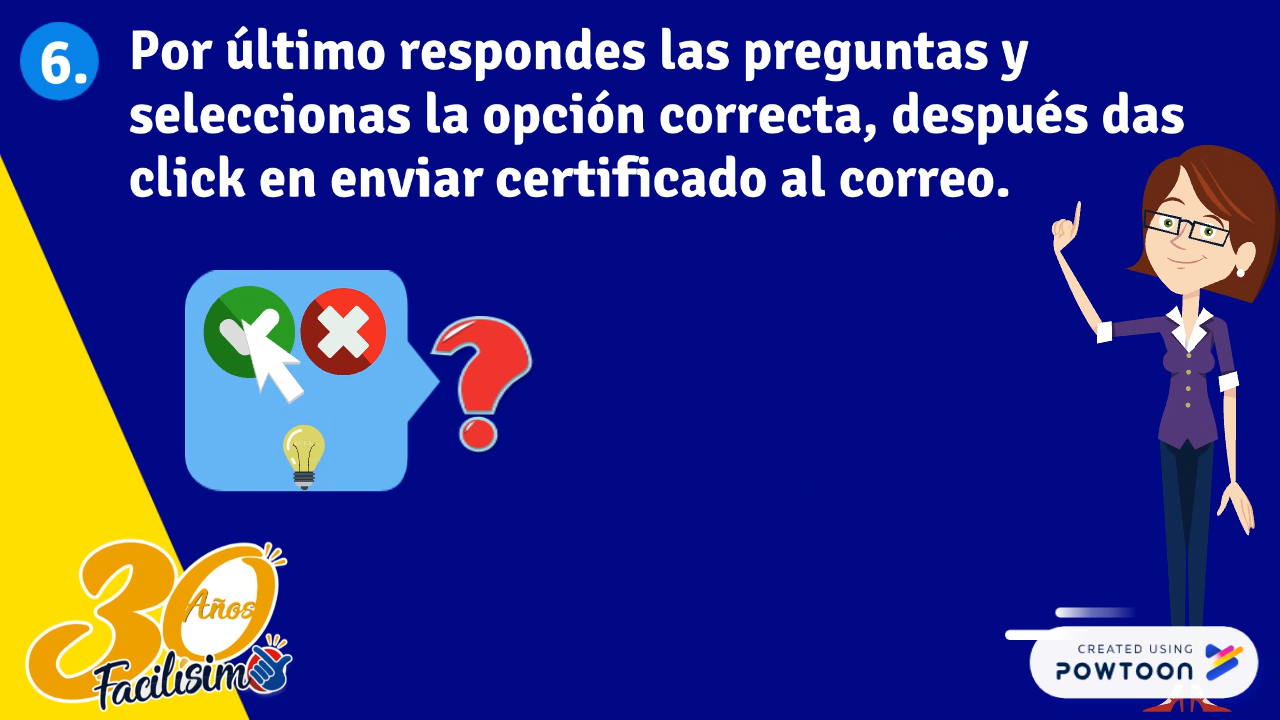 6.
Por último respondes las preguntas y
seleccionas la opción correcta, después das
click en enviar certificado al correo.
?
30
Años
Facilisimo
CREATED USING
POWTOON